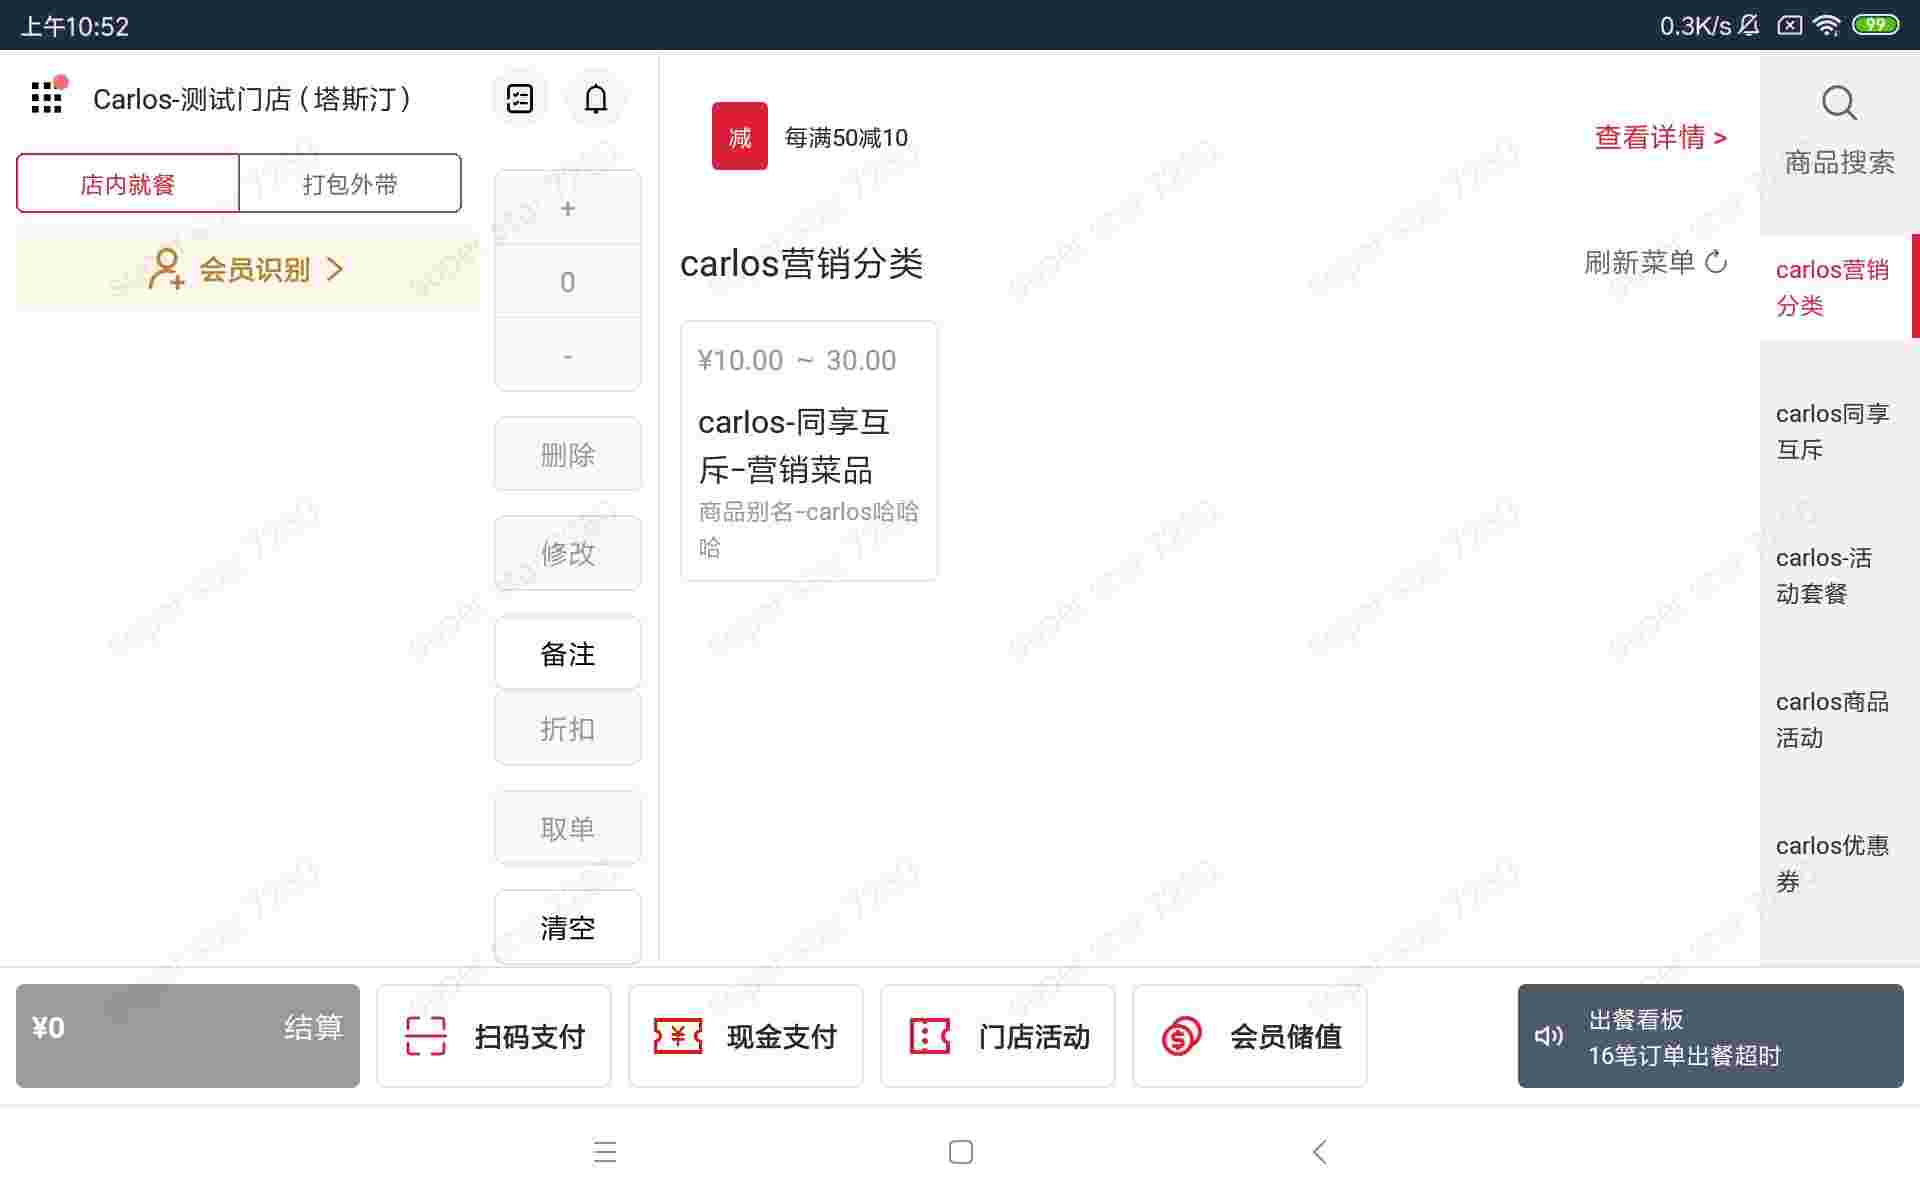 上午10:52
0.3K/s
99
Carlos-测试门店（塔斯汀）
店内就餐
打包外带
会员识别
+
0
-
删除
修改
备注
折扣
取单
清空
减
每满50减10
查看详情 >
carlos营销分类
刷新菜单
¥10.00 ~ 30.00
carlos-同享互
斥-营销菜品
商品别名-carlos哈哈
哈
商品搜索
carlos营销
分类
carlos同享
互斥
carlos-活
动套餐
carlos商品
活动
carlos优惠
券
¥0
结算
扫码支付
现金支付
门店活动
会员储值
出餐看板
16笔订单出餐超时
super star 7280